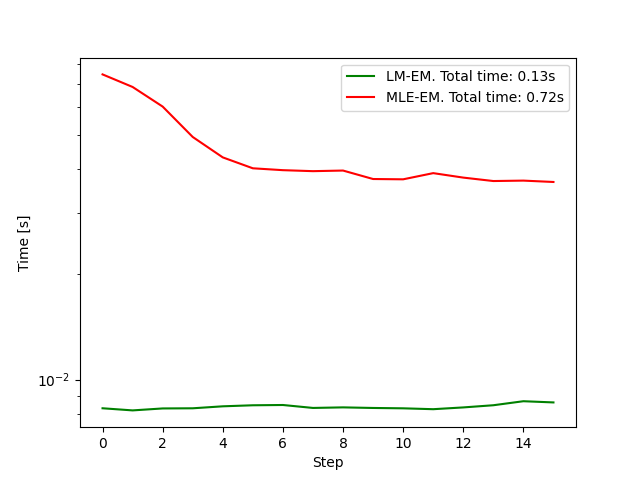 LM-EM. Total time: 0.13s
MLE-EM. Total time: 0.72s
Time [s]
10⁻²
0 2 4 6 8 10 12 14
Step